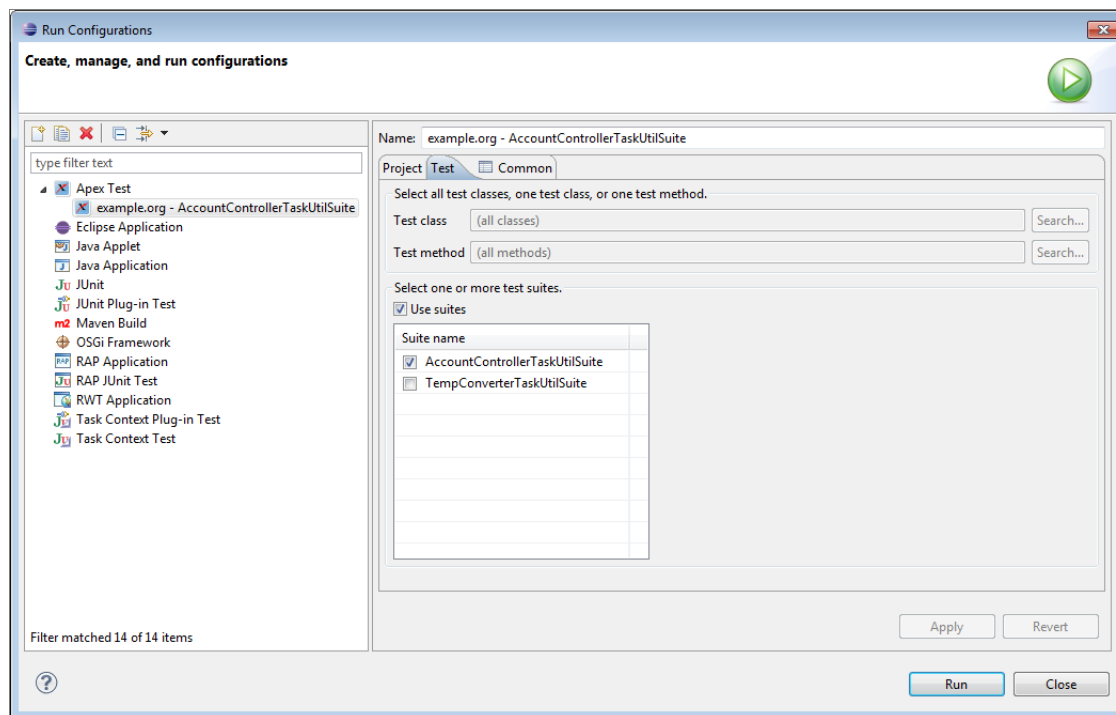 Run Configurations
Create, manage, and run configurations
type filter text
Apex Test
example.org - AccountControllerTaskUtilSuite
Eclipse Application
Java Applet
Java Application
JUnit
JUnit Plug-in Test
m2 Maven Build
OSGi Framework
RAP Application
RAP JUnit Test
RWT Application
Task Context Plug-in Test
Task Context Test
Filter matched 14 of 14 items
Name: example.org - AccountControllerTaskUtilSuite
Project Test Common
Select all test classes, one test class, or one test method.
Test class (all classes) Search...
Test method (all methods) Search...
Select one or more test suites.
Use suites
Suite name
AccountControllerTaskUtilSuite
TempConverterTaskUtilSuite
Apply Revert
Run Close